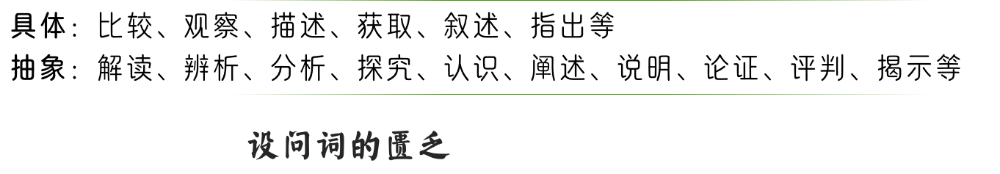 具体：比较、观察、描述、获取、叙述、指出等
抽象：解读、辨析、分析、探究、认识、阐述、说明、论证、评判、揭示等
设问词的匮乏